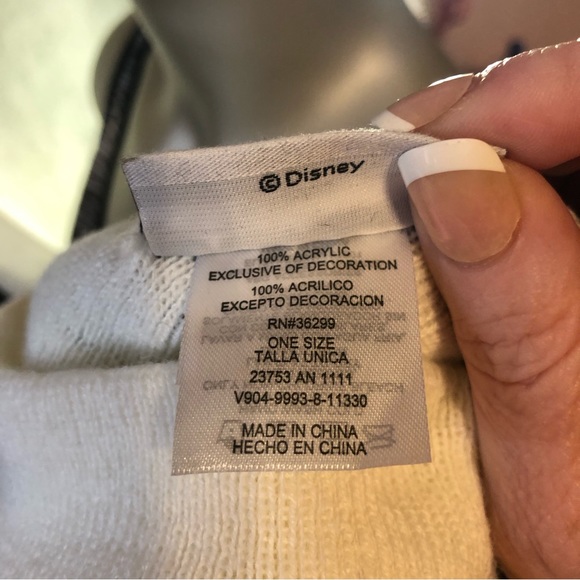 © Disney
100% ACRYLIC
EXCLUSIVE OF DECORATION
100% ACRILICO
EXCEPTO DECORACION
RN#36299
ONE SIZE
TALLA UNICA
23753 AN 1111
V904-9993-8-11330
MADE IN CHINA
HECHO EN CHINA